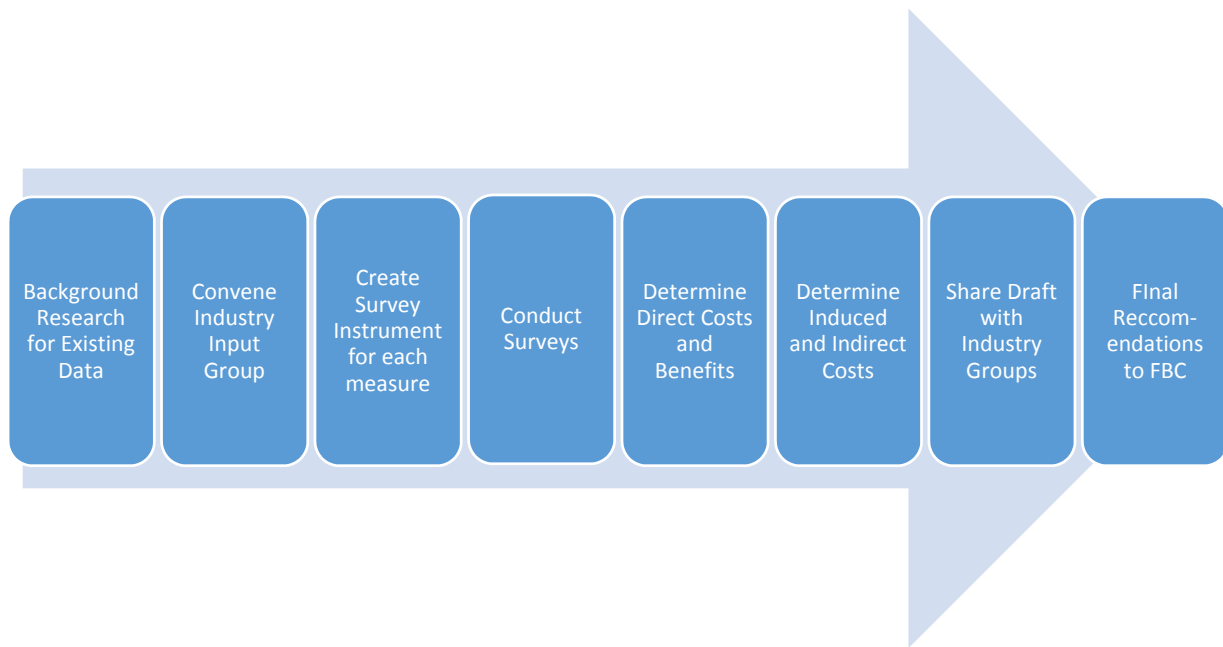 Background
Research
for Existing
Data
Convene
Industry
Input
Group
Create
Survey
Instrument
for each
measure
Conduct
Surveys
Determine
Direct Costs
and
Benefits
Determine
Induced
and Indirect
Costs
Share Draft
with
Industry
Groups
FInal
Reccom-
endations
to FBC